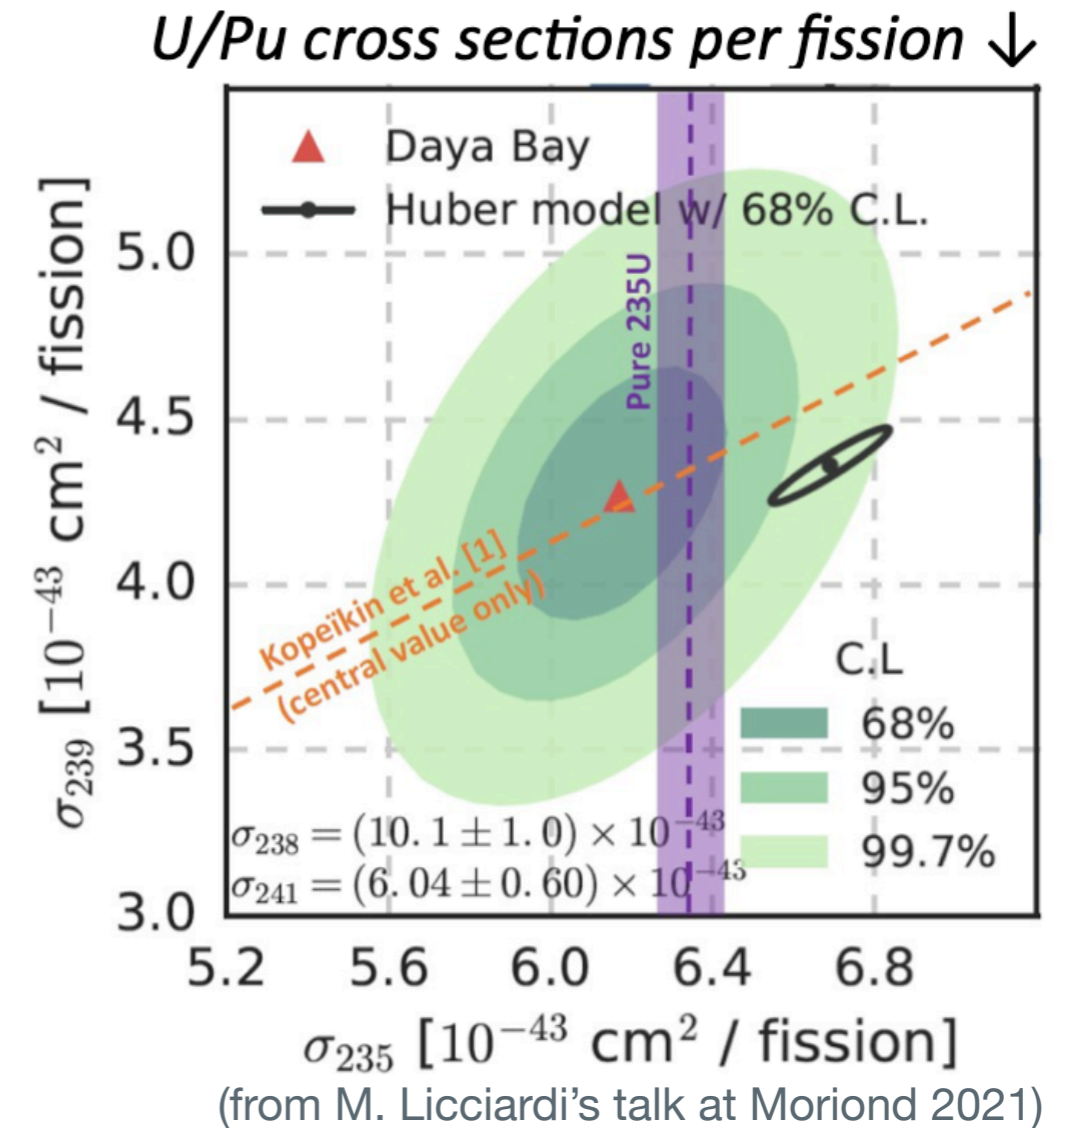 U/Pu cross sections per fission ↓
Daya Bay
Huber model w/ 68% C.L.
Pure 235U
Kopeïkin et al. [1]
(central value only)
C.L
68%
95%
99.7%
σ₂₃₈ = (10.1 ± 1.0) × 10⁻⁴³
σ₂₄₁ = (6.04 ± 0.60) × 10⁻⁴³
σ₂₃₉ [10⁻⁴³ cm² / fission]
5.0
4.5
4.0
3.5
3.0
5.2 5.6 6.0 6.4 6.8
σ₂₃₅ [10⁻⁴³ cm² / fission]
(from M. Licciardi’s talk at Moriond 2021)